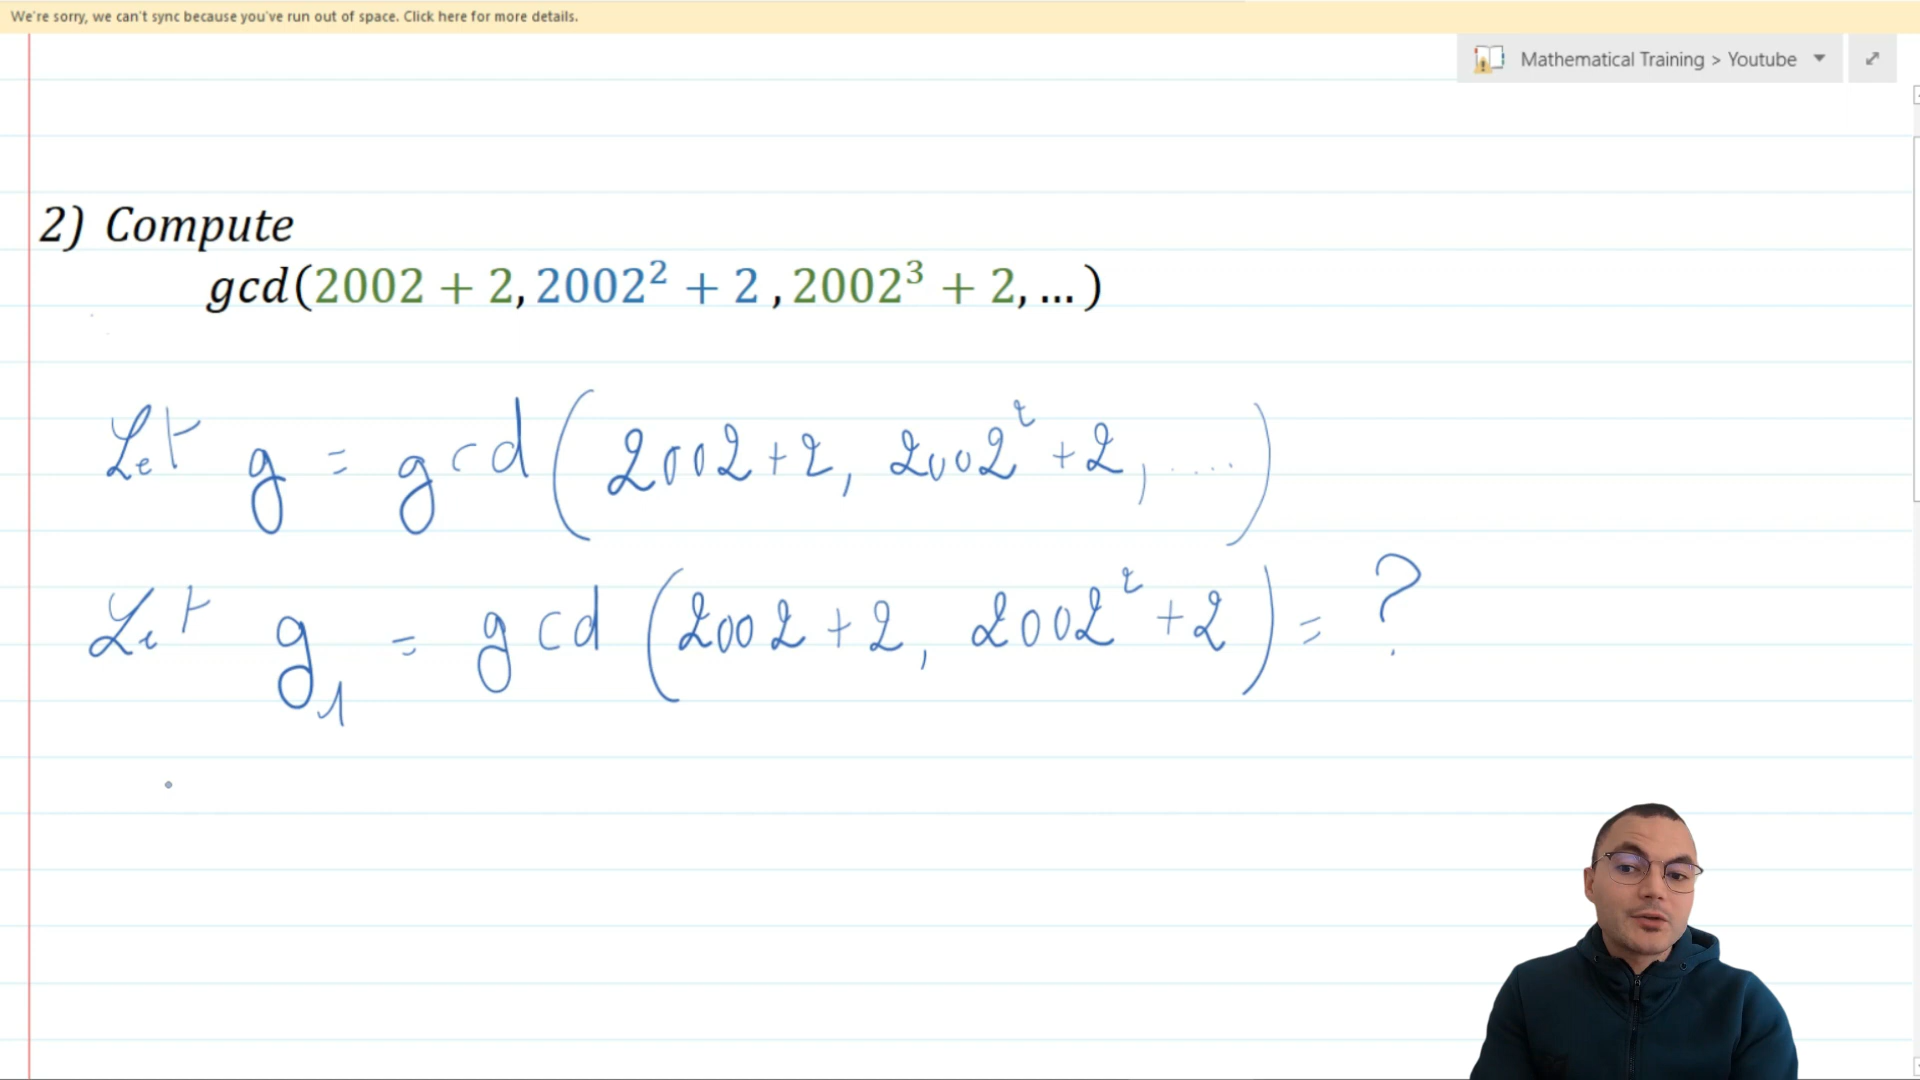 We're sorry, we can't sync because you've run out of space. Click here for more details.
Mathematical Training > Youtube
2) Compute
gcd(2002 + 2, 2002² + 2 , 2002³ + 2, ... )
Let g = gcd(2002+2, 2002²+2, ....)
Let g₁ = gcd(2002+2, 2002²+2) = ?